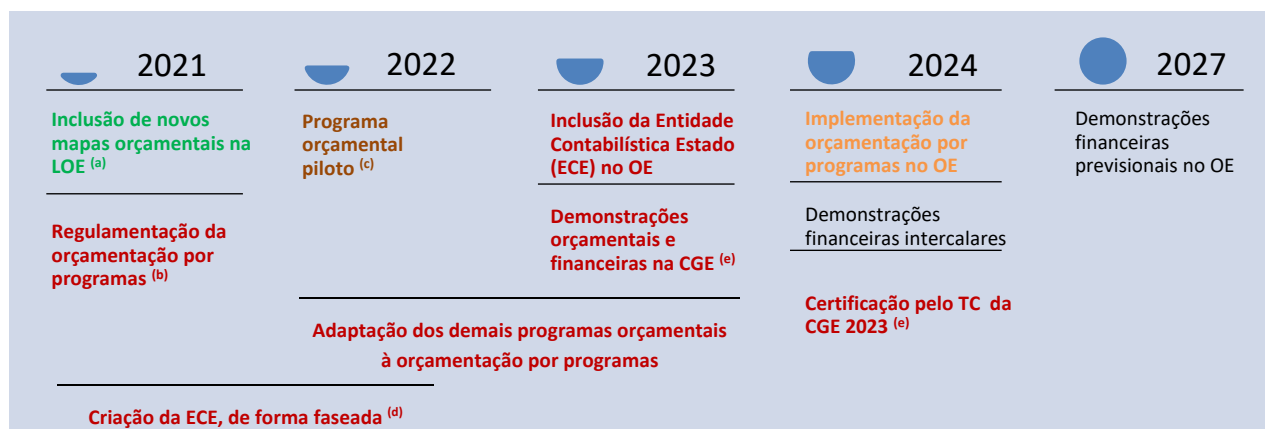 2021
Inclusão de novos
mapas orçamentais na
LOE (a)
Regulamentação da
orçamentação por
programas (b)
2022
Programa
orçamental
piloto (c)
2023
Inclusão da Entidade
Contabilística Estado
(ECE) no OE
Demonstrações
orçamentais e
financeiras na CGE (e)
2024
Implementação da
orçamentação por
programas no OE
Demonstrações
financeiras intercalares
Certificação pelo TC da
CGE 2023 (e)
2027
Demonstrações
financeiras
previsionais no OE
Adaptação dos demais programas orçamentais
à orçamentação por programas
Criação da ECE, de forma faseada (d)